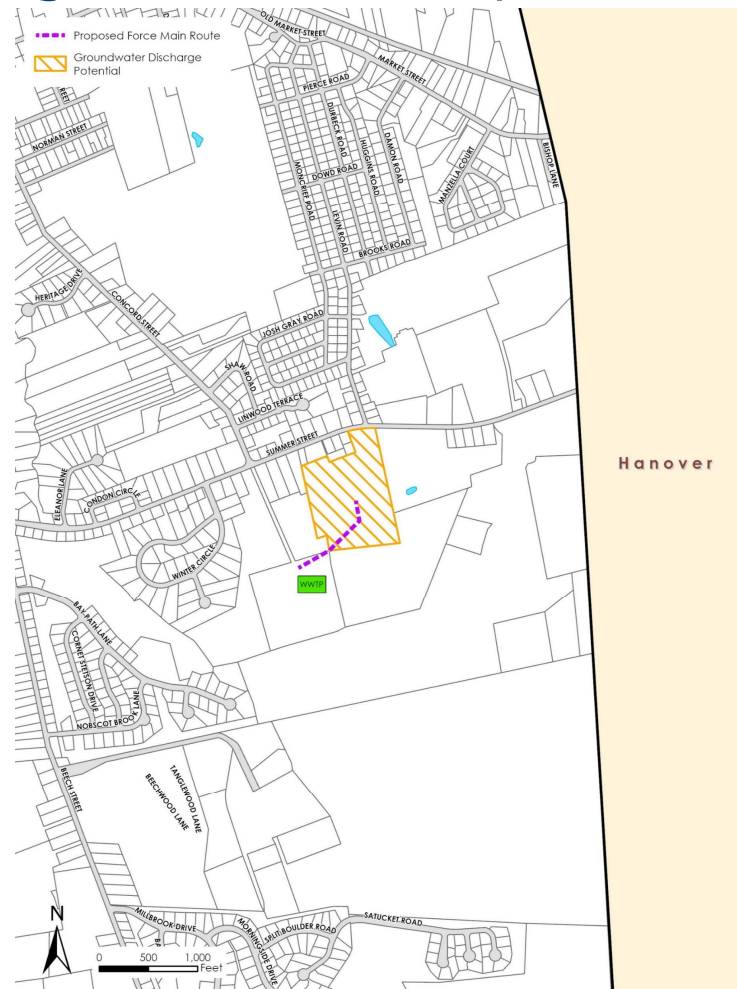 Proposed Force Main Route
Groundwater Discharge
Potential
OLD MARKET STREET
MARKET STREET
PIERCE ROAD
NORMAN STREET
DURBECK ROAD
HUGGINS ROAD
DAMON ROAD
BISHOP LANE
MANZELLA COURT
DOWD ROAD
MONCRIEF ROAD
LEVIN ROAD
BROOKS ROAD
HERITAGE DRIVE
CONCORD STREET
JOSH GRAY ROAD
SHAW ROAD
LINWOOD TERRACE
SUMMER STREET
Hanover
ELEANOR LANE
CONDON CIRCLE
WINTER CIRCLE
WWTP
BAY PATH LANE
CORNET STETSON DRIVE
NOBSCOT BROOK LANE
BEECH STREET
TANGLEWOOD LANE
BEECHWOOD LANE
MILLBROOK DRIVE
MORNINGSIDE DRIVE
SPLIT BOULDER ROAD
SATUCKET ROAD
N
0 500 1,000
Feet